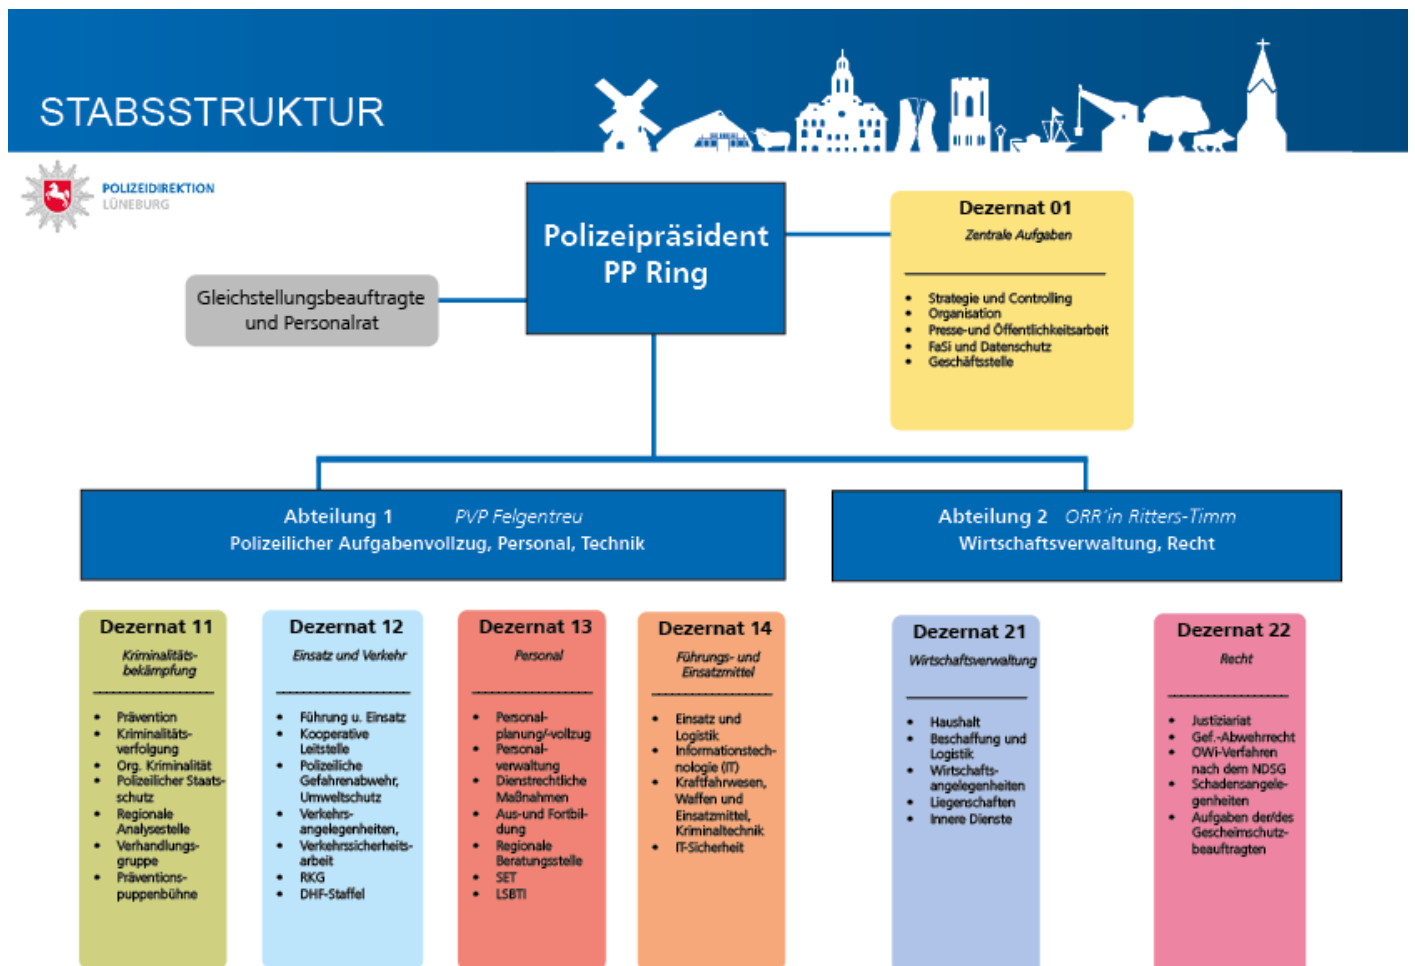 STABSSTRUKTUR
POLIZEIDIREKTION
LÜNEBURG
Polizeipräsident
PP Ring
Gleichstellungsbeauftragte
und Personalrat
Dezernat 01
Zentrale Aufgaben
• Strategie und Controlling
• Organisation
• Presse-und Öffentlichkeitsarbeit
• FaSi und Datenschutz
• Geschäftsstelle
Abteilung 1 PVP Felgentreu
Polizeilicher Aufgabenvollzug, Personal, Technik
Abteilung 2 ORR'in Ritters-Timm
Wirtschaftsverwaltung, Recht
Dezernat 11
Kriminalitäts-
bekämpfung
• Prävention
• Kriminalitäts-
verfolgung
• Org. Kriminalität
• Polizeilicher Staats-
schutz
• Regionale
Analysestelle
• Verhandlungs-
gruppe
• Präventions-
puppenbühne
Dezernat 12
Einsatz und Verkehr
• Führung u. Einsatz
• Kooperative
Leitstelle
• Polizeiliche
Gefahrenabwehr,
Umweltschutz
• Verkehrs-
angelegenheiten,
• Verkehrssicherheits-
arbeit
• RKG
• DHF-Staffel
Dezernat 13
Personal
• Personal-
planung/-vollzug
• Personal-
verwaltung
• Dienstrechtliche
Maßnahmen
• Aus-und Fortbil-
dung
• Regionale
Beratungsstelle
• SET
• LSBTI
Dezernat 14
Führungs- und
Einsatzmittel
• Einsatz und
Logistik
• Informationstech-
nologie (IT)
• Kraftfahrwesen,
Waffen und
Einsatzmittel,
Kriminaltechnik
• IT-Sicherheit
Dezernat 21
Wirtschaftsverwaltung
• Haushalt
• Beschaffung und
Logistik
• Wirtschafts-
angelegenheiten
• Liegenschaften
• Innere Dienste
Dezernat 22
Recht
• Justiziariat
• Gef.-Abwehrrecht
• OWi-Verfahren
nach dem NDSG
• Schadensangele-
genheiten
• Aufgaben der/des
Gescheimschutz-
beauftragten